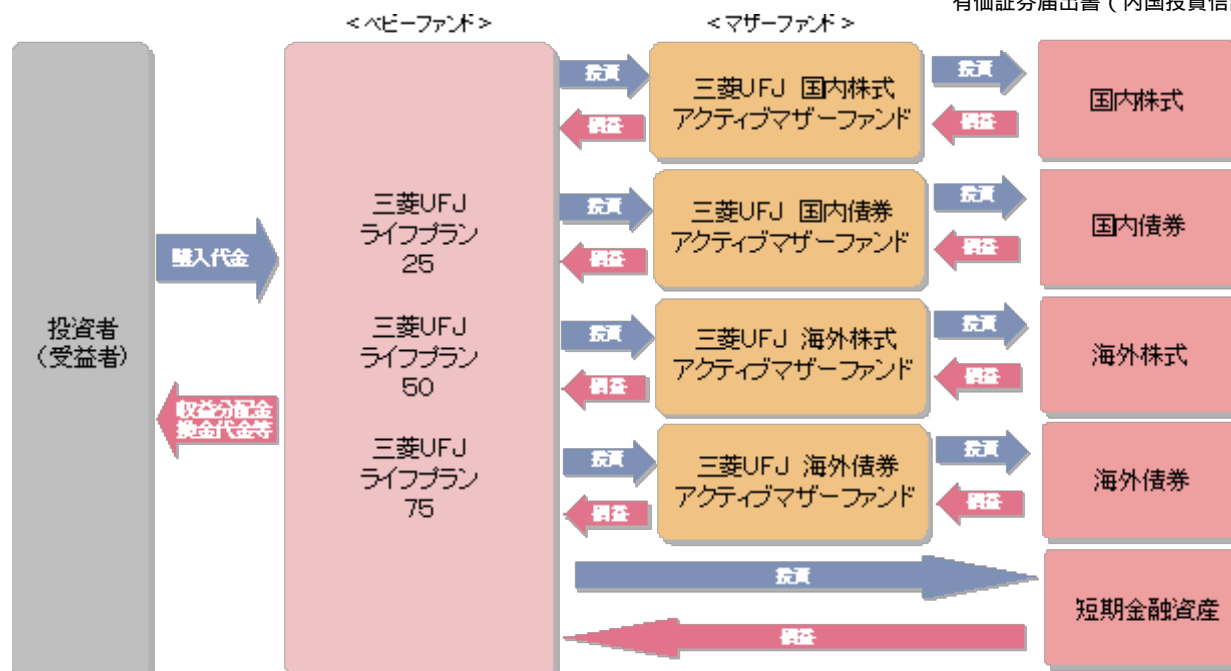 有価証券届出書(内国投資信
<ベビーファンド>
<マザーファンド>
投資者
(受益者)
購入代金
収益分配金
換金代金等
三菱UFJ
ライフプラン
25
三菱UFJ
ライフプラン
50
三菱UFJ
ライフプラン
75
投資
損益
三菱UFJ 国内株式
アクティブマザーファンド
投資
損益
国内株式
投資
損益
三菱UFJ 国内債券
アクティブマザーファンド
投資
損益
国内債券
投資
損益
三菱UFJ 海外株式
アクティブマザーファンド
投資
損益
海外株式
投資
損益
三菱UFJ 海外債券
アクティブマザーファンド
投資
損益
海外債券
投資
損益
短期金融資産